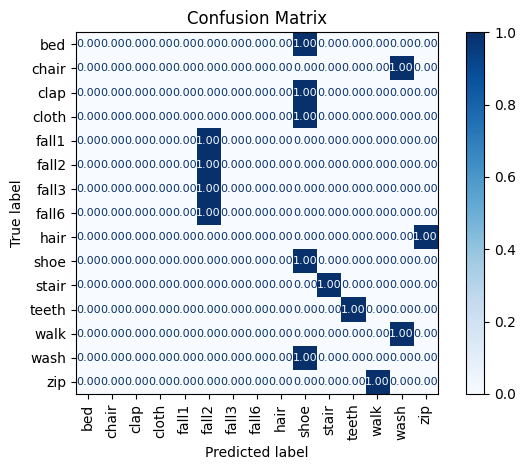 Confusion Matrix
bed 0.00 0.00 0.00 0.00 0.00 0.00 0.00 0.00 0.00 1.00 0.00 0.00 0.00 0.00 0.00
chair 0.00 0.00 0.00 0.00 0.00 0.00 0.00 0.00 0.00 0.00 0.00 0.00 0.00 1.00 0.00
clap 0.00 0.00 0.00 0.00 0.00 0.00 0.00 0.00 0.00 1.00 0.00 0.00 0.00 0.00 0.00
cloth 0.00 0.00 0.00 0.00 0.00 0.00 0.00 0.00 0.00 1.00 0.00 0.00 0.00 0.00 0.00
fall1 0.00 0.00 0.00 0.00 0.00 1.00 0.00 0.00 0.00 0.00 0.00 0.00 0.00 0.00 0.00
fall2 0.00 0.00 0.00 0.00 0.00 1.00 0.00 0.00 0.00 0.00 0.00 0.00 0.00 0.00 0.00
fall3 0.00 0.00 0.00 0.00 0.00 1.00 0.00 0.00 0.00 0.00 0.00 0.00 0.00 0.00 0.00
fall6 0.00 0.00 0.00 0.00 0.00 1.00 0.00 0.00 0.00 0.00 0.00 0.00 0.00 0.00 0.00
hair 0.00 0.00 0.00 0.00 0.00 0.00 0.00 0.00 0.00 0.00 0.00 0.00 0.00 0.00 1.00
shoe 0.00 0.00 0.00 0.00 0.00 0.00 0.00 0.00 0.00 1.00 0.00 0.00 0.00 0.00 0.00
stair 0.00 0.00 0.00 0.00 0.00 0.00 0.00 0.00 0.00 0.00 1.00 0.00 0.00 0.00 0.00
teeth 0.00 0.00 0.00 0.00 0.00 0.00 0.00 0.00 0.00 0.00 0.00 1.00 0.00 0.00 0.00
walk 0.00 0.00 0.00 0.00 0.00 0.00 0.00 0.00 0.00 0.00 0.00 0.00 0.00 1.00 0.00
wash 0.00 0.00 0.00 0.00 0.00 0.00 0.00 0.00 0.00 1.00 0.00 0.00 0.00 0.00 0.00
zip 0.00 0.00 0.00 0.00 0.00 0.00 0.00 0.00 0.00 0.00 0.00 0.00 1.00 0.00 0.00
bed chair clap cloth fall1 fall2 fall3 fall6 hair shoe stair teeth walk wash zip
Predicted label
True label
1.0
0.8
0.6
0.4
0.2
0.0